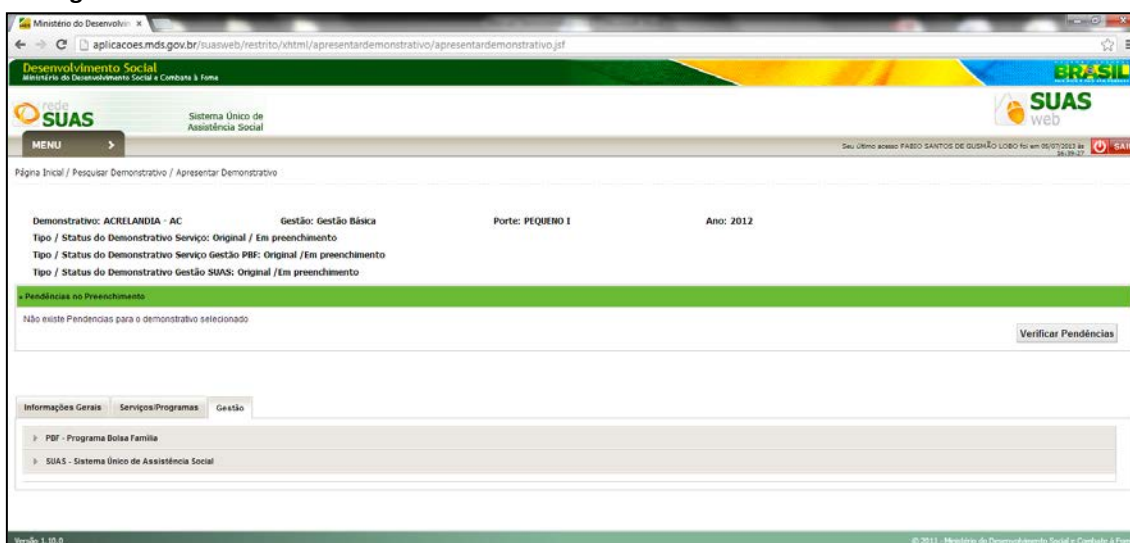 Ministério do Desenvolvim
aplicacoes.mds.gov.br/suasweb/restrito/xhtml/apresentardemonstrativo/apresentardemonstrativo.jsf
Desenvolvimento Social
Ministério do Desenvolvimento Social e Combate à Fome
BRASIL
rede
SUAS
Sistema Único de
Assistência Social
SUAS
web
MENU
Seu último acesso FABIO SANTOS DE GUSMÃO LOBO foi em 05/07/2013 às
16:39:27
SAIR
Página Inicial / Pesquisar Demonstrativo / Apresentar Demonstrativo
Demonstrativo: ACRELANDIA - AC Gestão: Gestão Básica Porte: PEQUENO I Ano: 2012
Tipo / Status do Demonstrativo Serviço: Original / Em preenchimento
Tipo / Status do Demonstrativo Serviço Gestão PBF: Original /Em preenchimento
Tipo / Status do Demonstrativo Gestão SUAS: Original /Em preenchimento
» Pendências no Preenchimento
Não existe Pendencias para o demonstrativo selecionado
Verificar Pendências
Informações Gerais Serviços/Programas Gestão
PBF - Programa Bolsa Família
SUAS - Sistema Único de Assistência Social
Versão 1.10.0 © 2011 - Ministério do Desenvolvimento Social e Combate à Fome